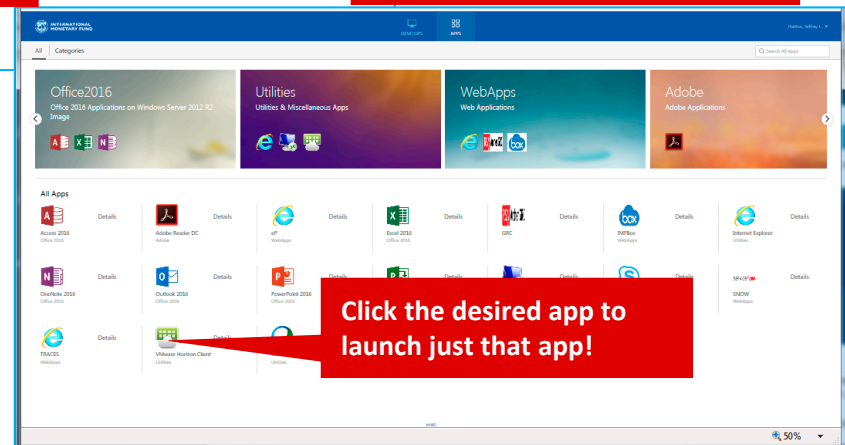 INTERNATIONAL
MONETARY FUND
DESKTOPS
APPS
All
Categories
Search All Apps
Office2016
Office 2016 Applications on Windows Server 2012 R2
Image
Utilities
Utilities & Miscellaneous Apps
WebApps
Web Applications
Adobe
Adobe Applications
All Apps
Details
Details
Details
Details
Details
Details
Details
Access 2016
Office 2016
Adobe Reader DC
Adobe
eP
WebApps
Excel 2016
Office 2016
GRC
WebApps
IMFBox
WebApps
Internet Explorer
Utilities
Details
Details
Details
Details
Details
Details
Details
OneNote 2016
Office 2016
Outlook 2016
Office 2016
PowerPoint 2016
Office 2016
servicenow
SNOW
WebApps
Click the desired app to
launch just that app!
Details
Details
TRACES
WebApps
VMware Horizon Client
Utilities
Utilities
50%